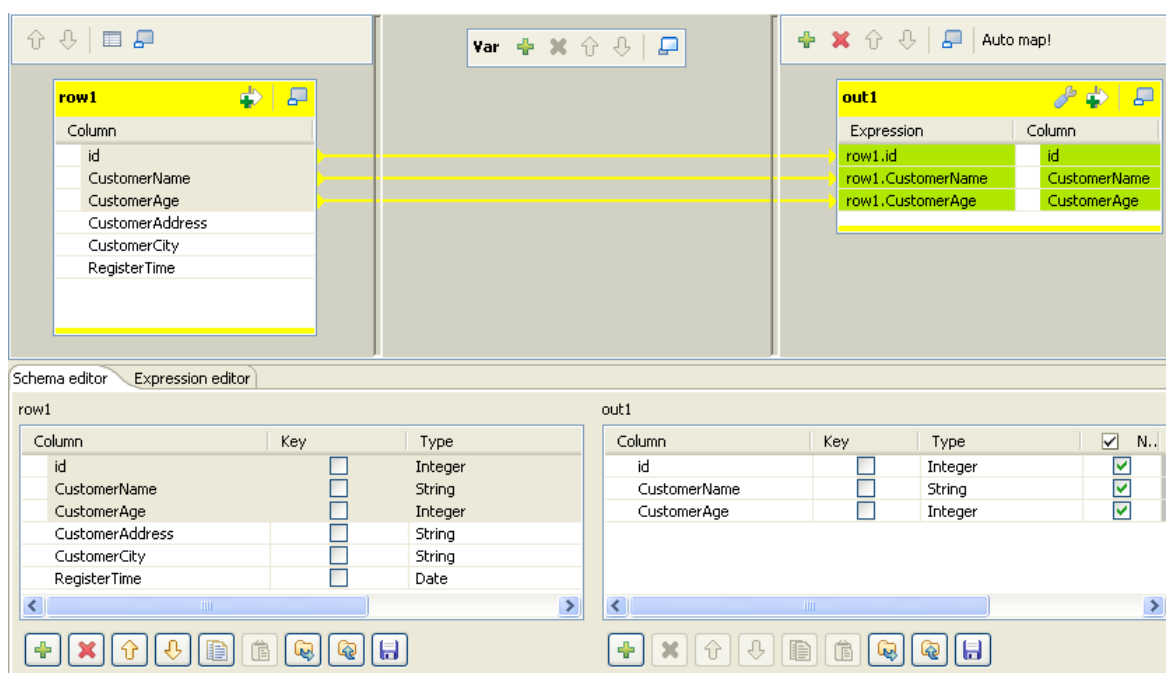 Var
Auto map!
row1
out1
Column
Expression Column
id
row1.id id
CustomerName
row1.CustomerName CustomerName
CustomerAge
row1.CustomerAge CustomerAge
CustomerAddress
CustomerCity
RegisterTime
Schema editor Expression editor
row1
Column Key Type
id Integer
CustomerName String
CustomerAge Integer
CustomerAddress String
CustomerCity String
RegisterTime Date
out1
Column Key Type N..
id Integer
CustomerName String
CustomerAge Integer